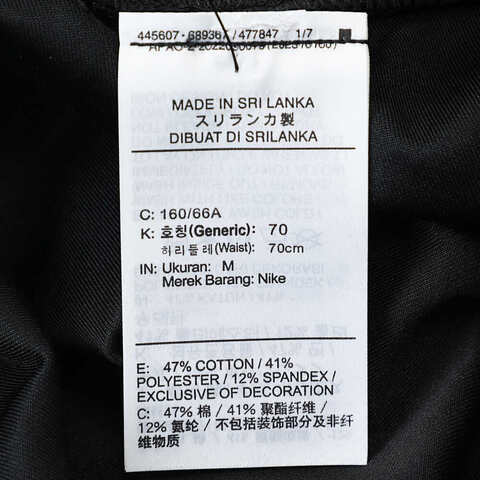 445607-689367/477847 1/7
MADE IN SRI LANKA
スリランカ製
DIBUAT DI SRILANKA
C: 160/66A
K: 호칭(Generic): 70
허리둘레(Waist): 70cm
IN: Ukuran: M
Merek Barang: Nike
E: 47% COTTON / 41%
POLYESTER / 12% SPANDEX /
EXCLUSIVE OF DECORATION
C: 47% 棉 / 41% 聚酯纤维 /
12% 氨纶 / 不包括装饰部分及非纤
维物质